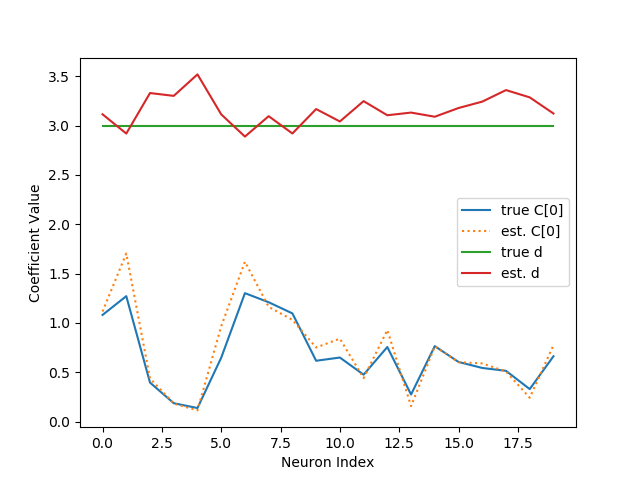 3.5
3.0
2.5
2.0
1.5
1.0
0.5
0.0
Coefficient Value
true C[0]
est. C[0]
true d
est. d
0.0 2.5 5.0 7.5 10.0 12.5 15.0 17.5
Neuron Index